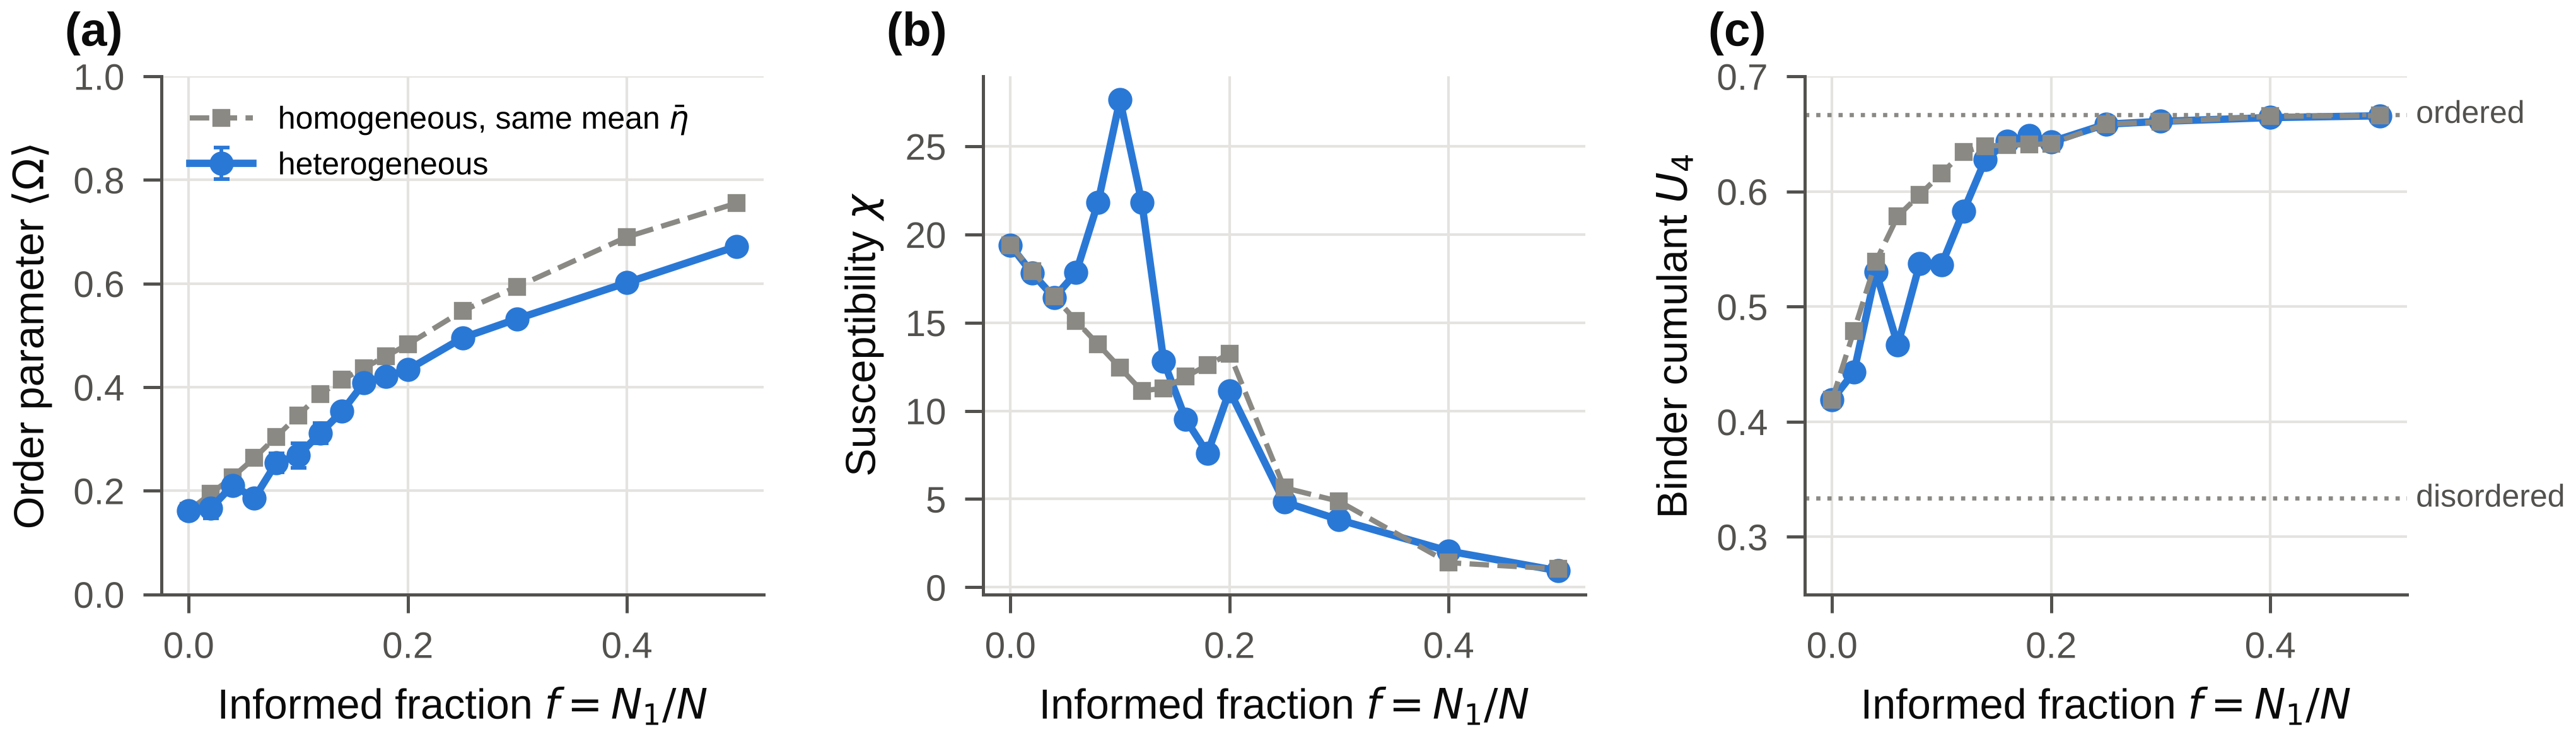 (a)
1.0
0.8
0.6
0.4
0.2
0.0
0.0 0.2 0.4
Order parameter ⟨Ω⟩
Informed fraction f = N₁/N
homogeneous, same mean η̄
heterogeneous
(b)
25
20
15
10
5
0
0.0 0.2 0.4
Susceptibility χ
Informed fraction f = N₁/N
(c)
0.7
0.6
0.5
0.4
0.3
0.0 0.2 0.4
Binder cumulant U₄
Informed fraction f = N₁/N
ordered
disordered